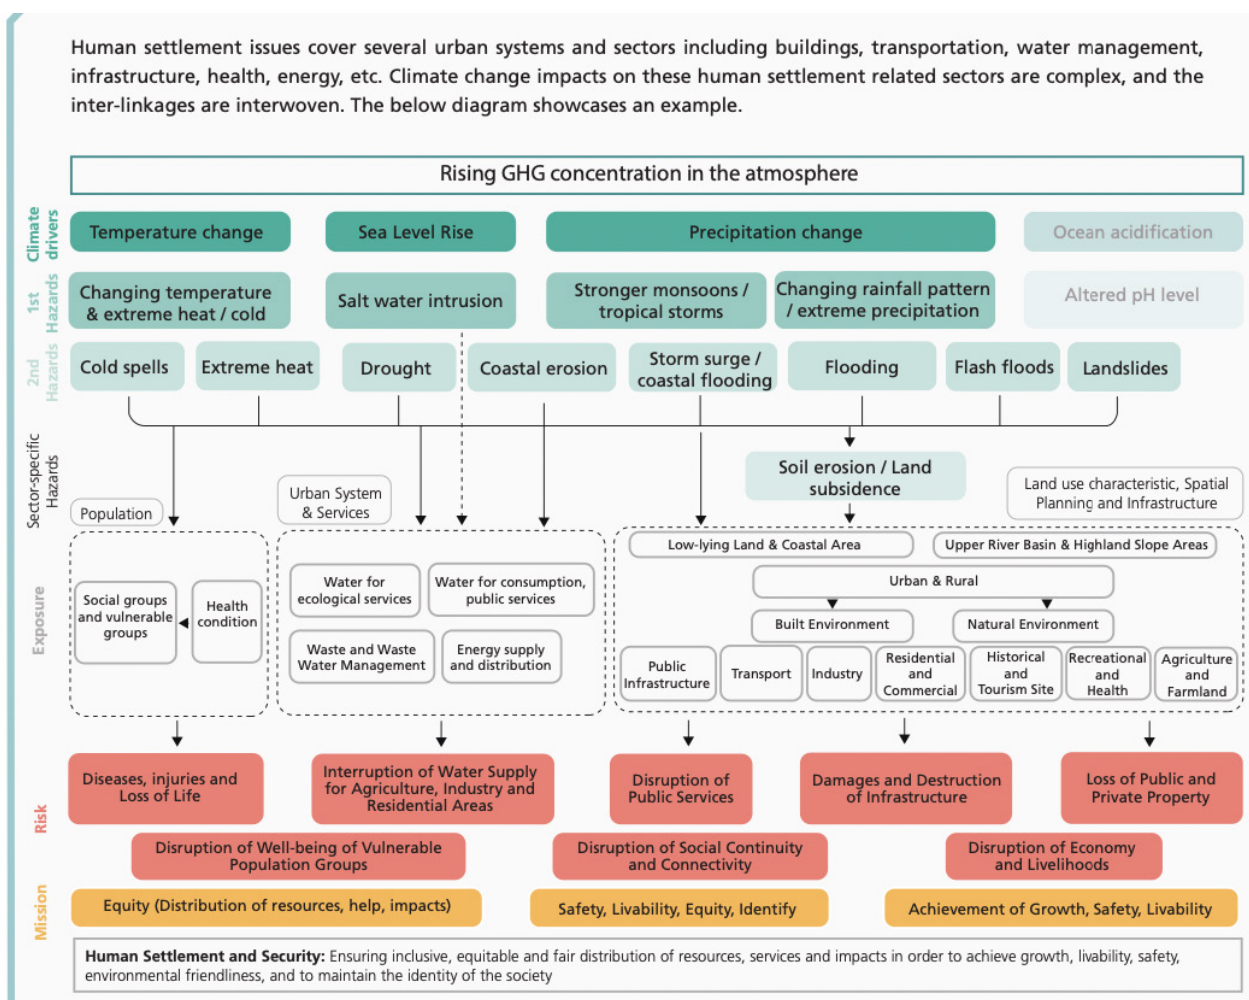 Human settlement issues cover several urban systems and sectors including buildings, transportation, water management,
infrastructure, health, energy, etc. Climate change impacts on these human settlement related sectors are complex, and the
inter-linkages are interwoven. The below diagram showcases an example.
Rising GHG concentration in the atmosphere
Climate
drivers
Temperature change
Sea Level Rise
Precipitation change
Ocean acidification
1st
Hazards
Changing temperature
& extreme heat / cold
Salt water intrusion
Stronger monsoons /
tropical storms
Changing rainfall pattern
/ extreme precipitation
Altered pH level
2nd
Hazards
Cold spells
Extreme heat
Drought
Coastal erosion
Storm surge /
coastal flooding
Flooding
Flash floods
Landslides
Sector-specific
Hazards
Population
Urban System
& Services
Soil erosion / Land
subsidence
Land use characteristic, Spatial
Planning and Infrastructure
Exposure
Social groups
and vulnerable
groups
Health
condition
Water for
ecological services
Water for consumption,
public services
Waste and Waste
Water Management
Energy supply
and distribution
Low-lying Land & Coastal Area
Upper River Basin & Highland Slope Areas
Urban & Rural
Built Environment
Natural Environment
Public
Infrastructure
Transport
Industry
Residential
and
Commercial
Historical
and
Tourism Site
Recreational
and
Health
Agriculture
and
Farmland
Risk
Diseases, injuries and
Loss of Life
Interruption of Water Supply
for Agriculture, Industry and
Residential Areas
Disruption of
Public Services
Damages and Destruction
of Infrastructure
Loss of Public and
Private Property
Disruption of Well-being of Vulnerable
Population Groups
Disruption of Social Continuity
and Connectivity
Disruption of Economy
and Livelihoods
Mission
Equity (Distribution of resources, help, impacts)
Safety, Livability, Equity, Identify
Achievement of Growth, Safety, Livability
Human Settlement and Security: Ensuring inclusive, equitable and fair distribution of resources, services and impacts in order to achieve growth, livability, safety,
environmental friendliness, and to maintain the identity of the society